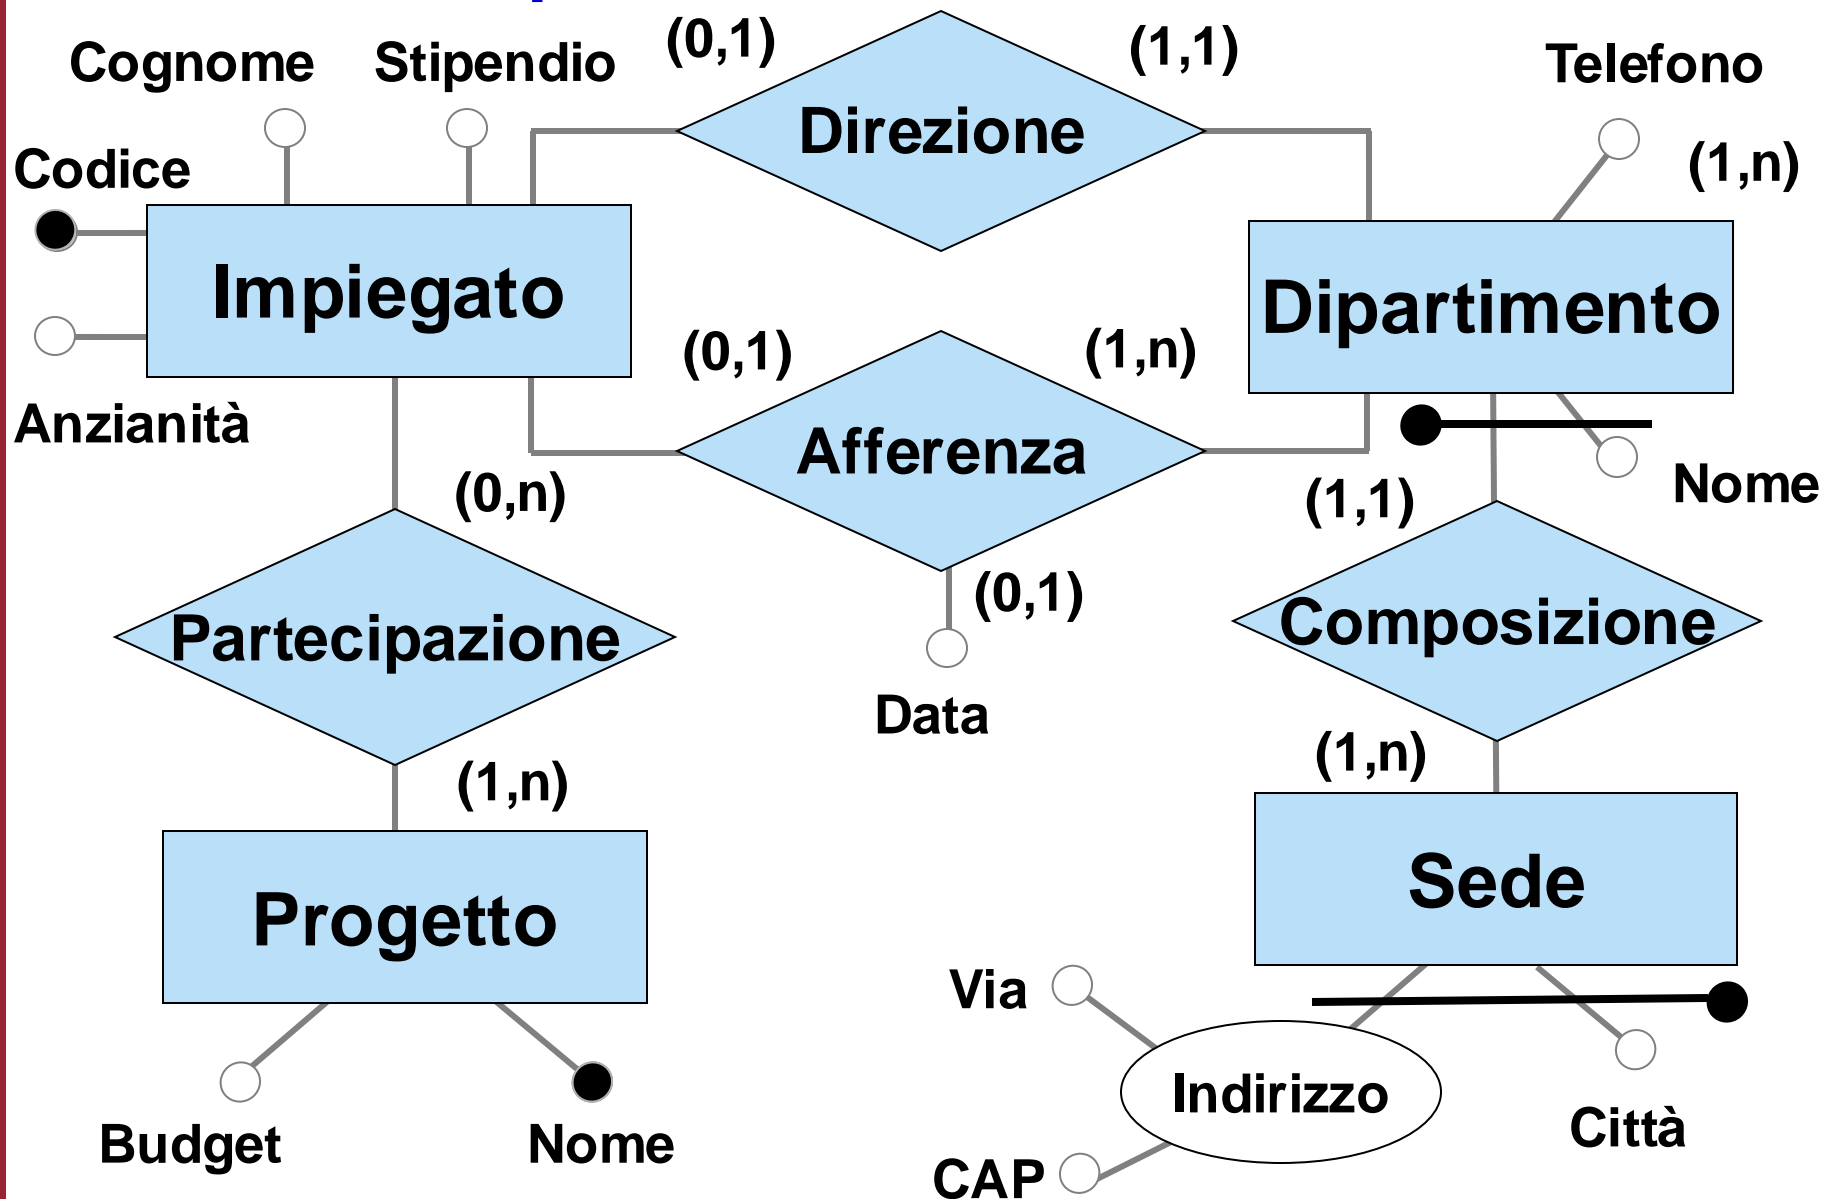 (0,1)
(1,1)
Cognome
Stipendio
Telefono
Direzione
Codice
(1,n)
Impiegato
Dipartimento
(0,1)
(1,n)
Anzianità
Afferenza
(0,n)
(1,1)
Nome
(0,1)
Partecipazione
Composizione
Data
(1,n)
(1,n)
Progetto
Sede
Via
Indirizzo
Città
Budget
Nome
CAP